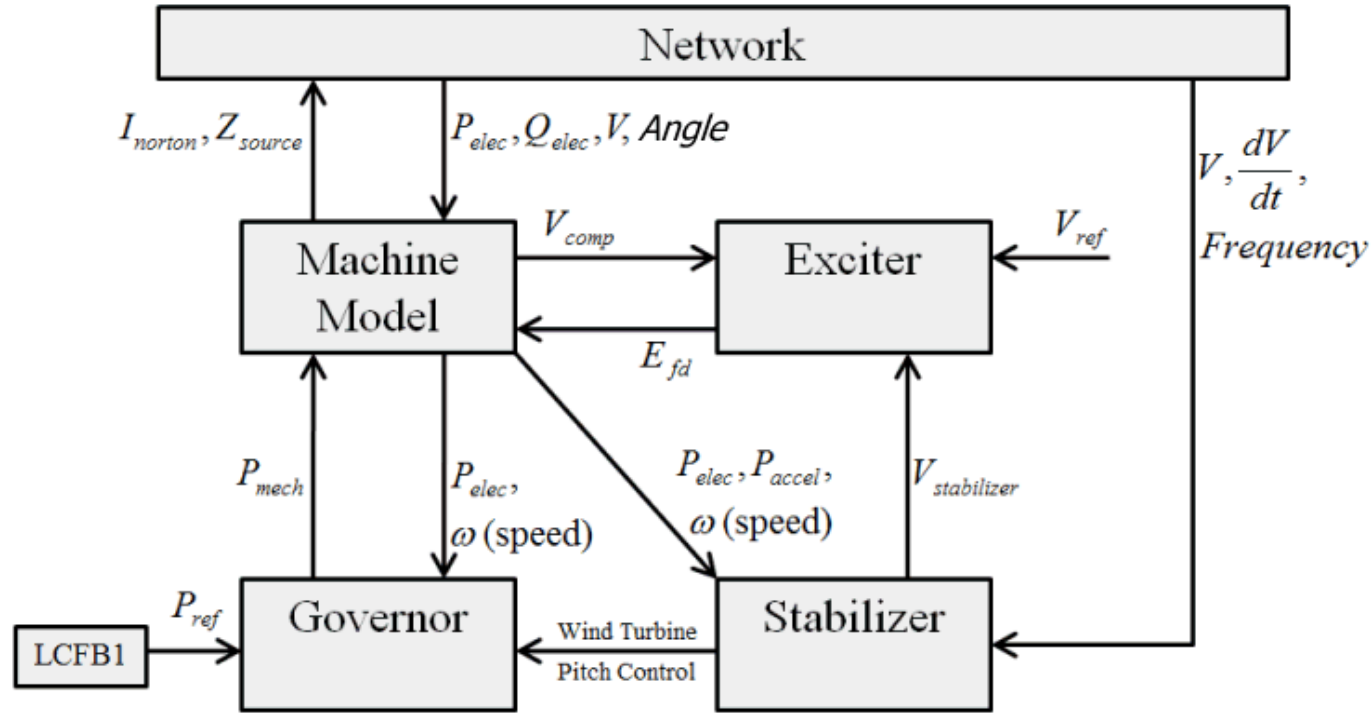 Network
I_norton, Z_source
P_elec, Q_elec, V, Angle
V, dV/dt,
Frequency
Machine
Model
V_comp
Exciter
V_ref
E_fd
P_mech
P_elec,
ω (speed)
P_elec, P_accel,
ω (speed)
V_stabilizer
LCFB1
P_ref
Governor
Wind Turbine
Pitch Control
Stabilizer